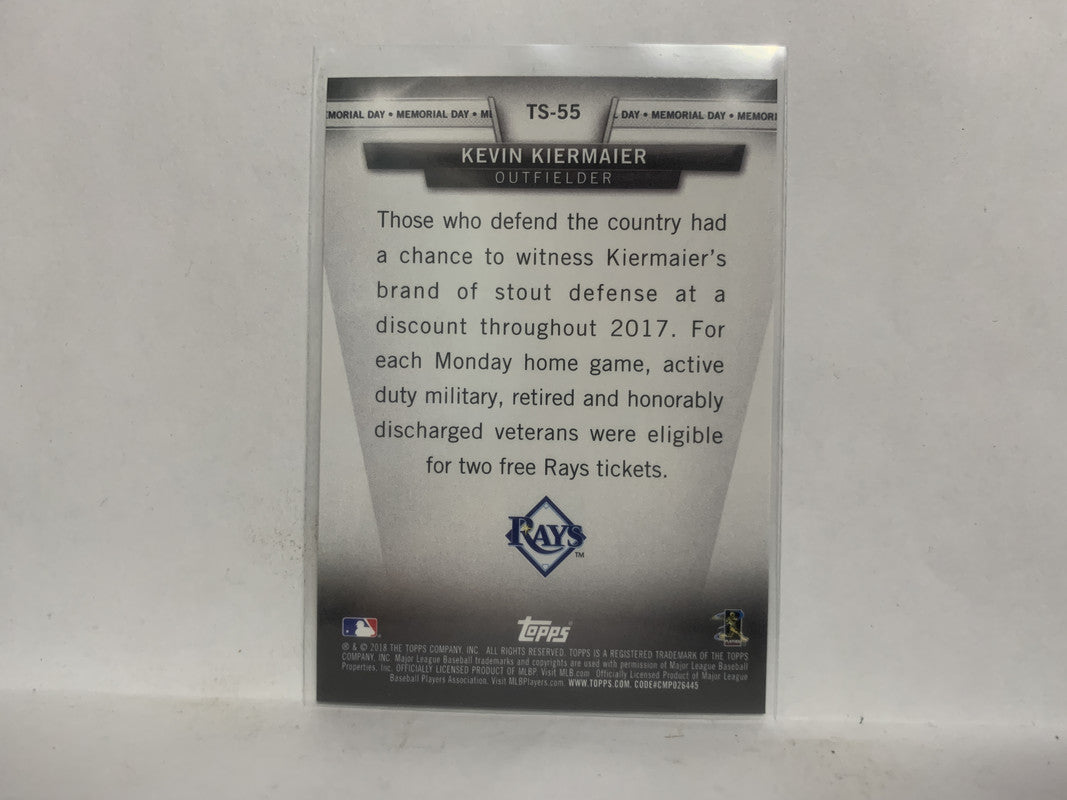 MORIAL DAY • MEMORIAL DAY • M
TS-55
DAY • MEMORIAL DAY • MEMORI
KEVIN KIERMAIER
OUTFIELDER
Those who defend the country had
a chance to witness Kiermaier's
brand of stout defense at a
discount throughout 2017. For
each Monday home game, active
duty military, retired and honorably
discharged veterans were eligible
for two free Rays tickets.
RAYS TM
topps
® & © 2018 THE TOPPS COMPANY, INC. ALL RIGHTS RESERVED. TOPPS IS A REGISTERED TRADEMARK OF THE TOPPS
COMPANY, INC. Major League Baseball trademarks and copyrights are used with permission of Major League Baseball
Properties, Inc. OFFICIALLY LICENSED PRODUCT OF MLBP. Visit MLB.com Officially Licensed Product of Major League
Baseball Players Association. Visit MLBPlayers.com. WWW.TOPPS.COM. CODE#CMP026445